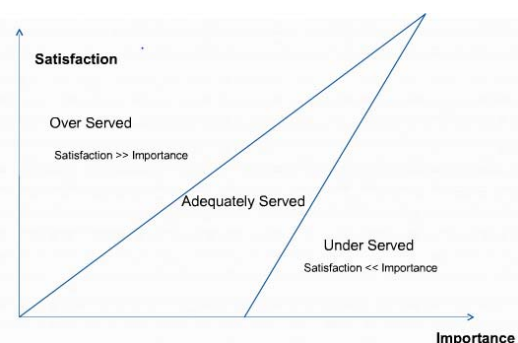 Satisfaction
Over Served
Satisfaction >> Importance
Adequately Served
Under Served
Satisfaction << Importance
Importance